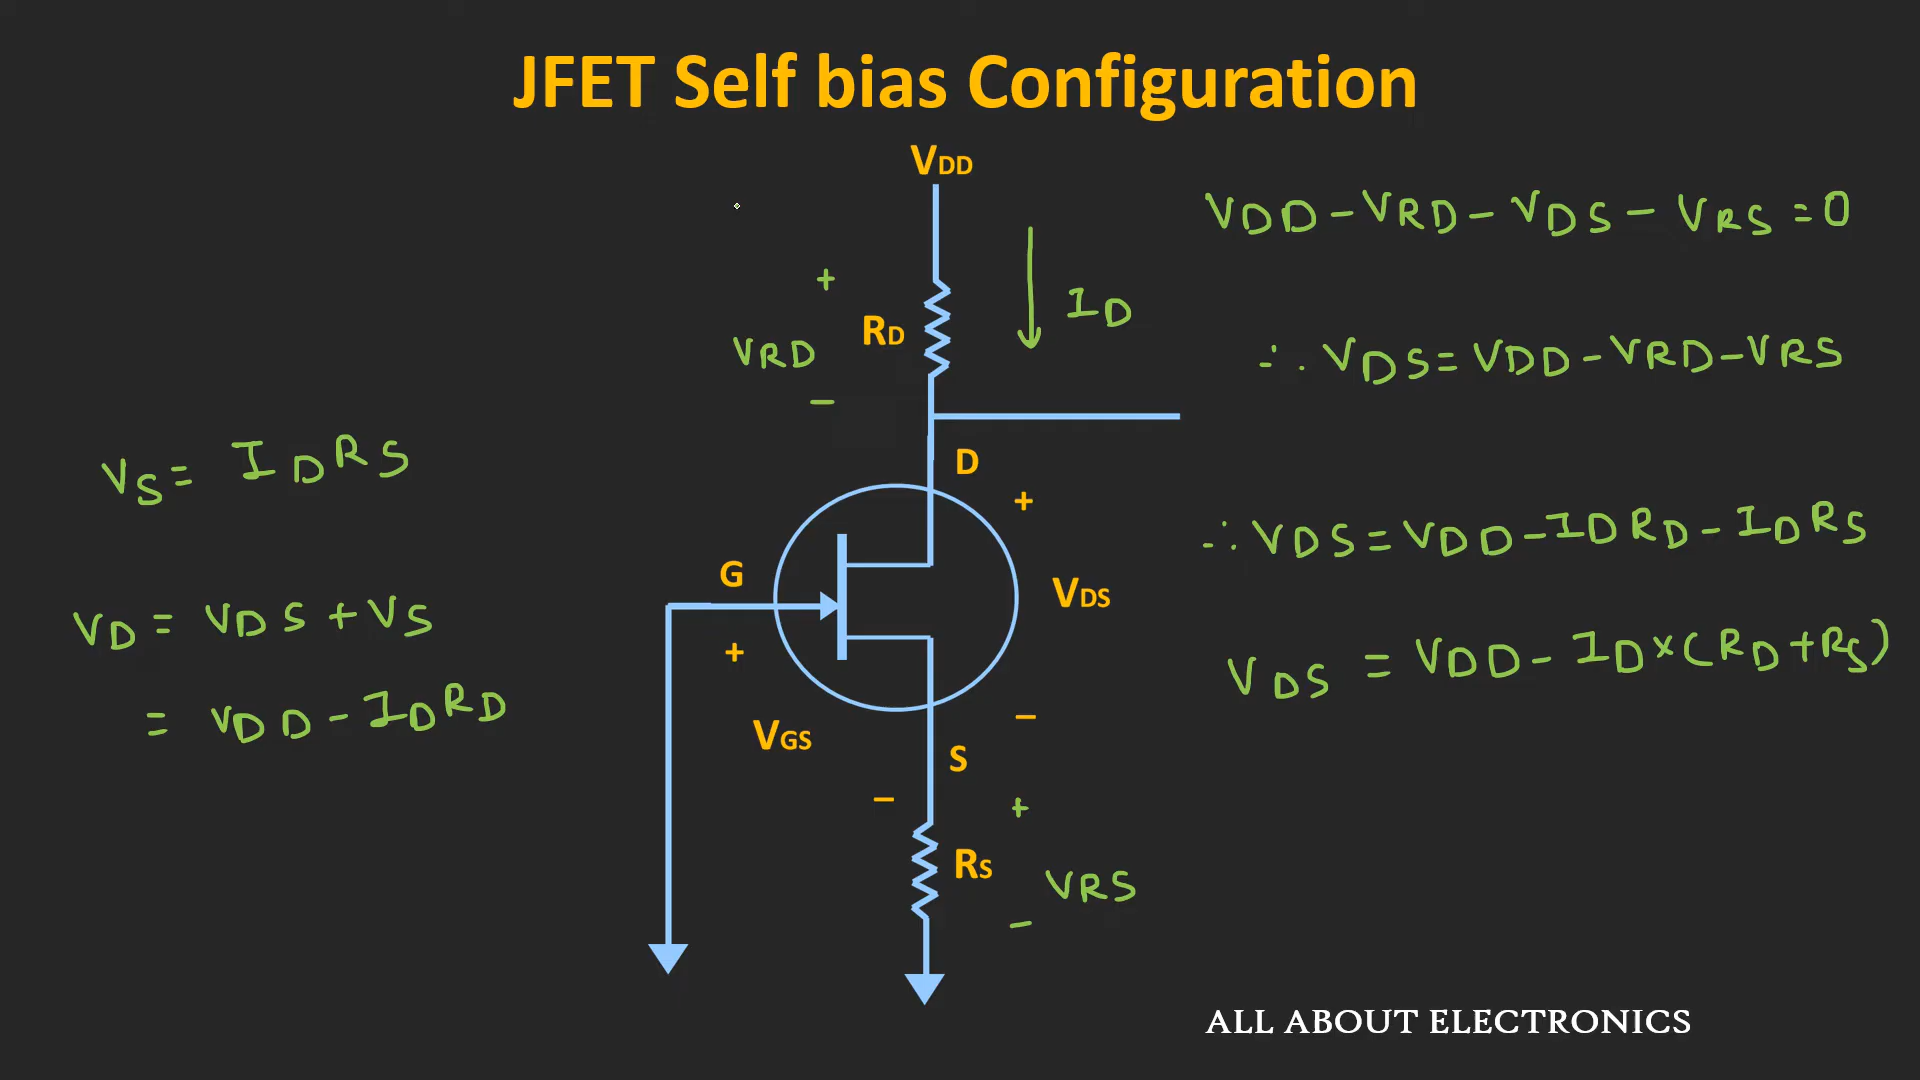 JFET Self bias Configuration
VDD
VDD - VRD - VDS - VRS = 0
+
ID
RD
VRD
∴ VDS = VDD - VRD - VRS
−
VS = IDRS
D
+
∴ VDS = VDD - IDRD - IDRS
G
VDS
VD = VDS + VS
+
VDS = VDD - ID×(RD+RS)
= VDD - IDRD
−
VGS
S
−
+
RS
VRS
−
ALL ABOUT ELECTRONICS